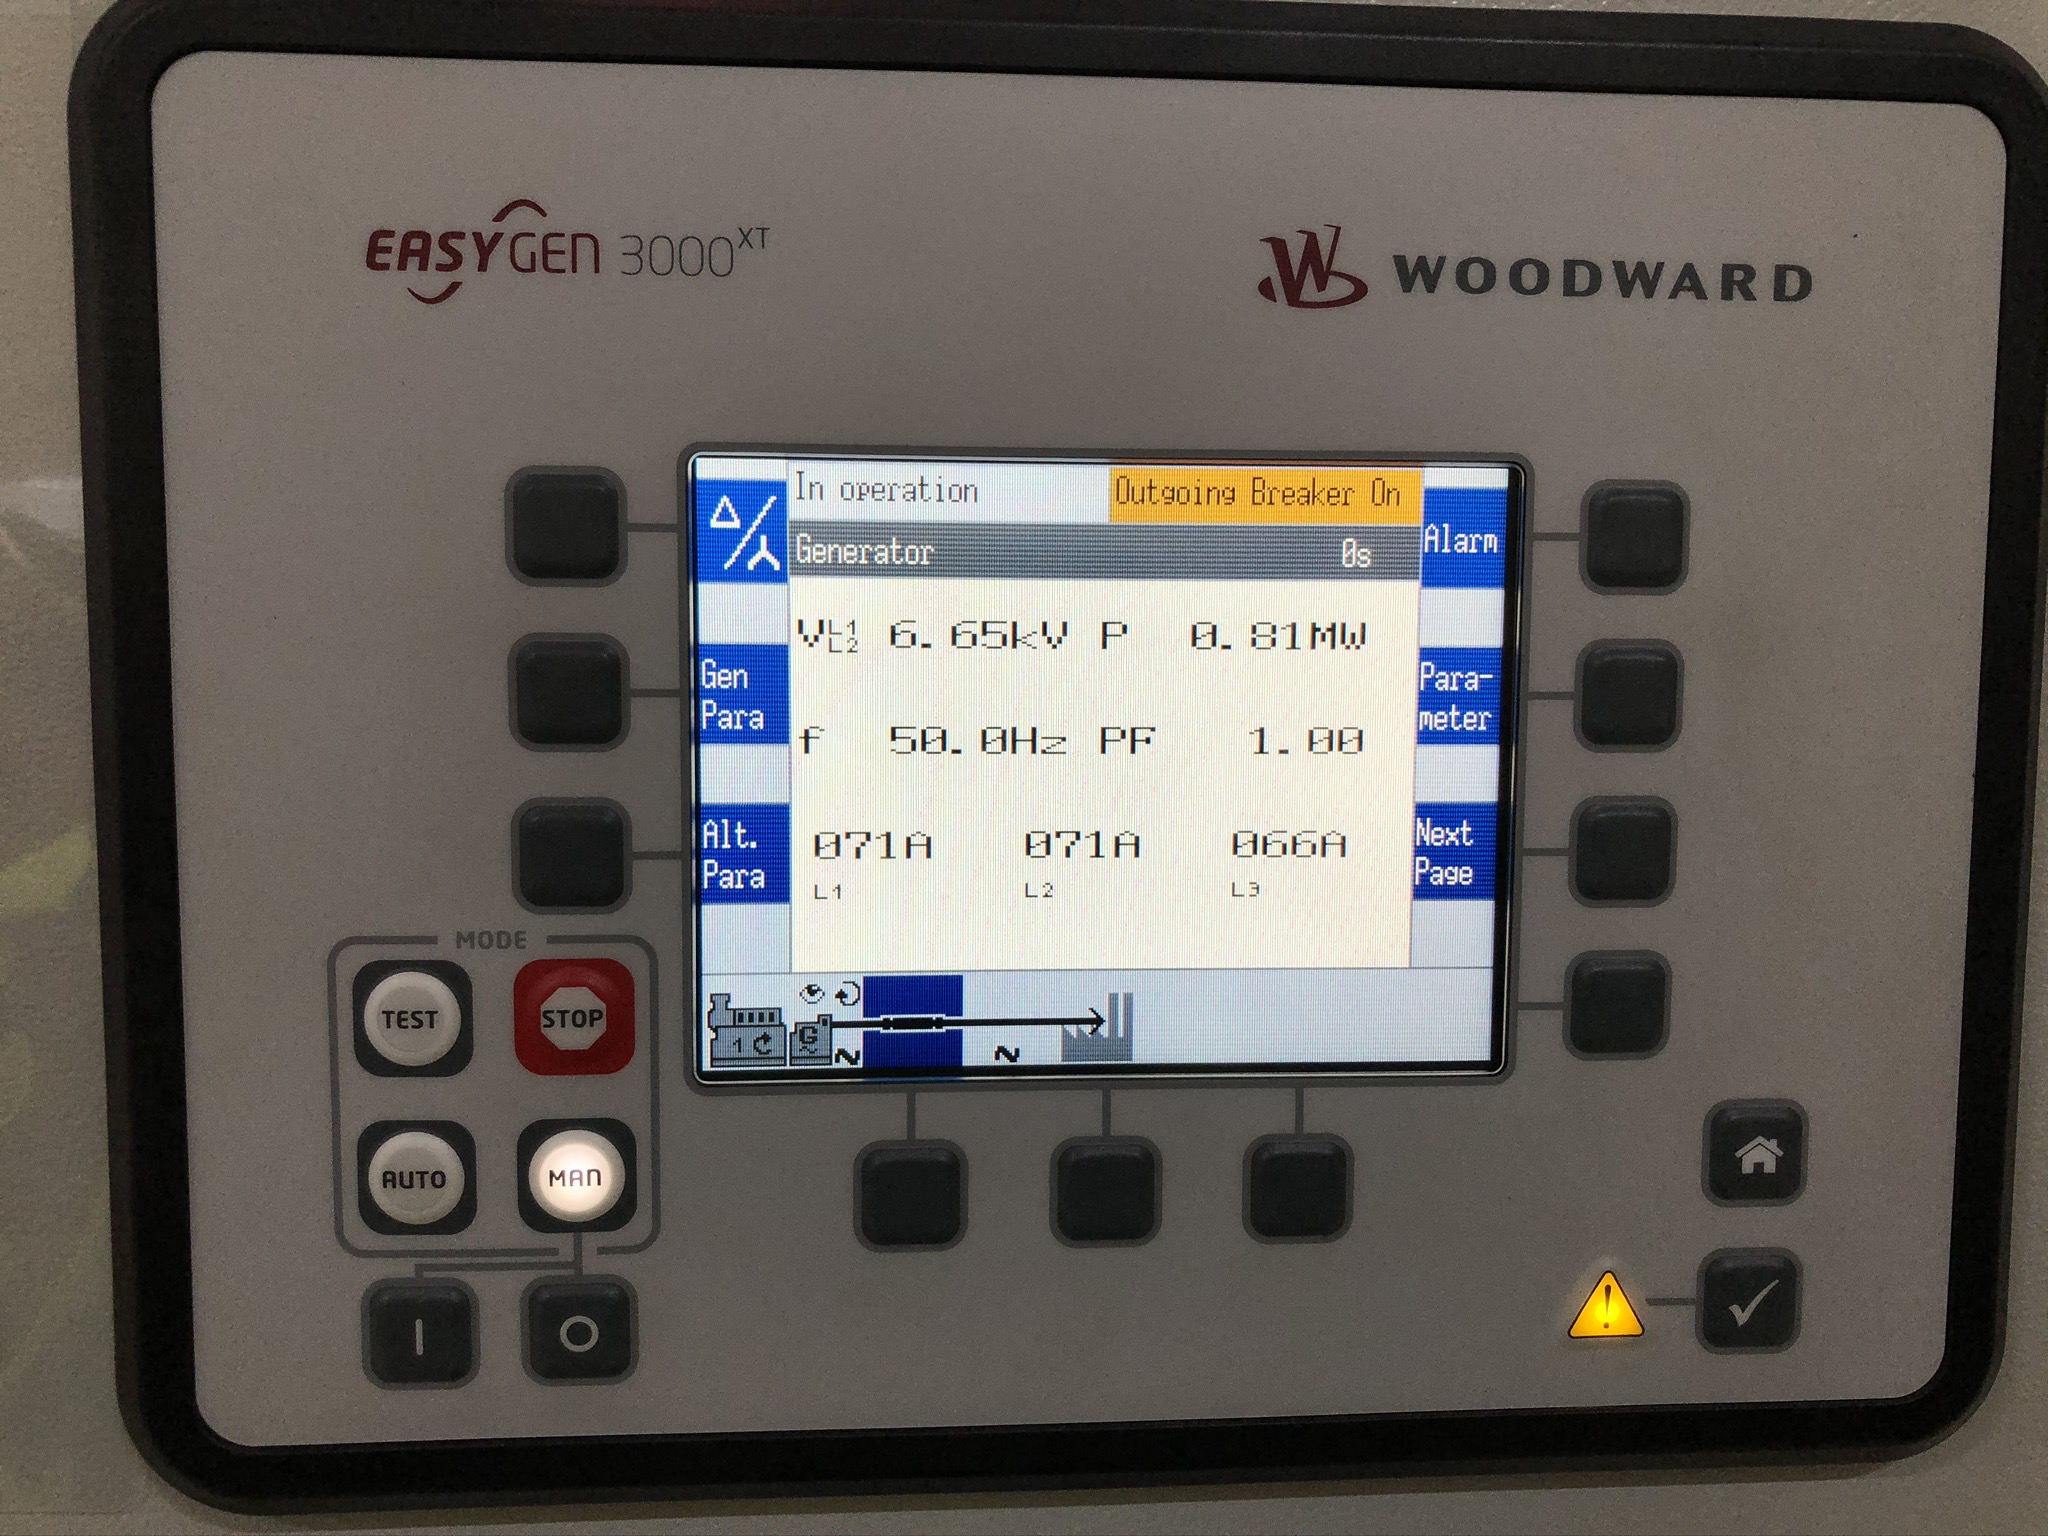 EASYGEN 3000XT
WOODWARD
In operation
Outgoing Breaker On
Generator 0s
Alarm
VL1L2 6.65kV P 0.81MW
Gen
Para
Para-
meter
f 50.0Hz PF 1.00
Alt.
Para
071A 071A 066A
L1 L2 L3
Next
Page
1 G
MODE
TEST
STOP
AUTO
MAN
I
O